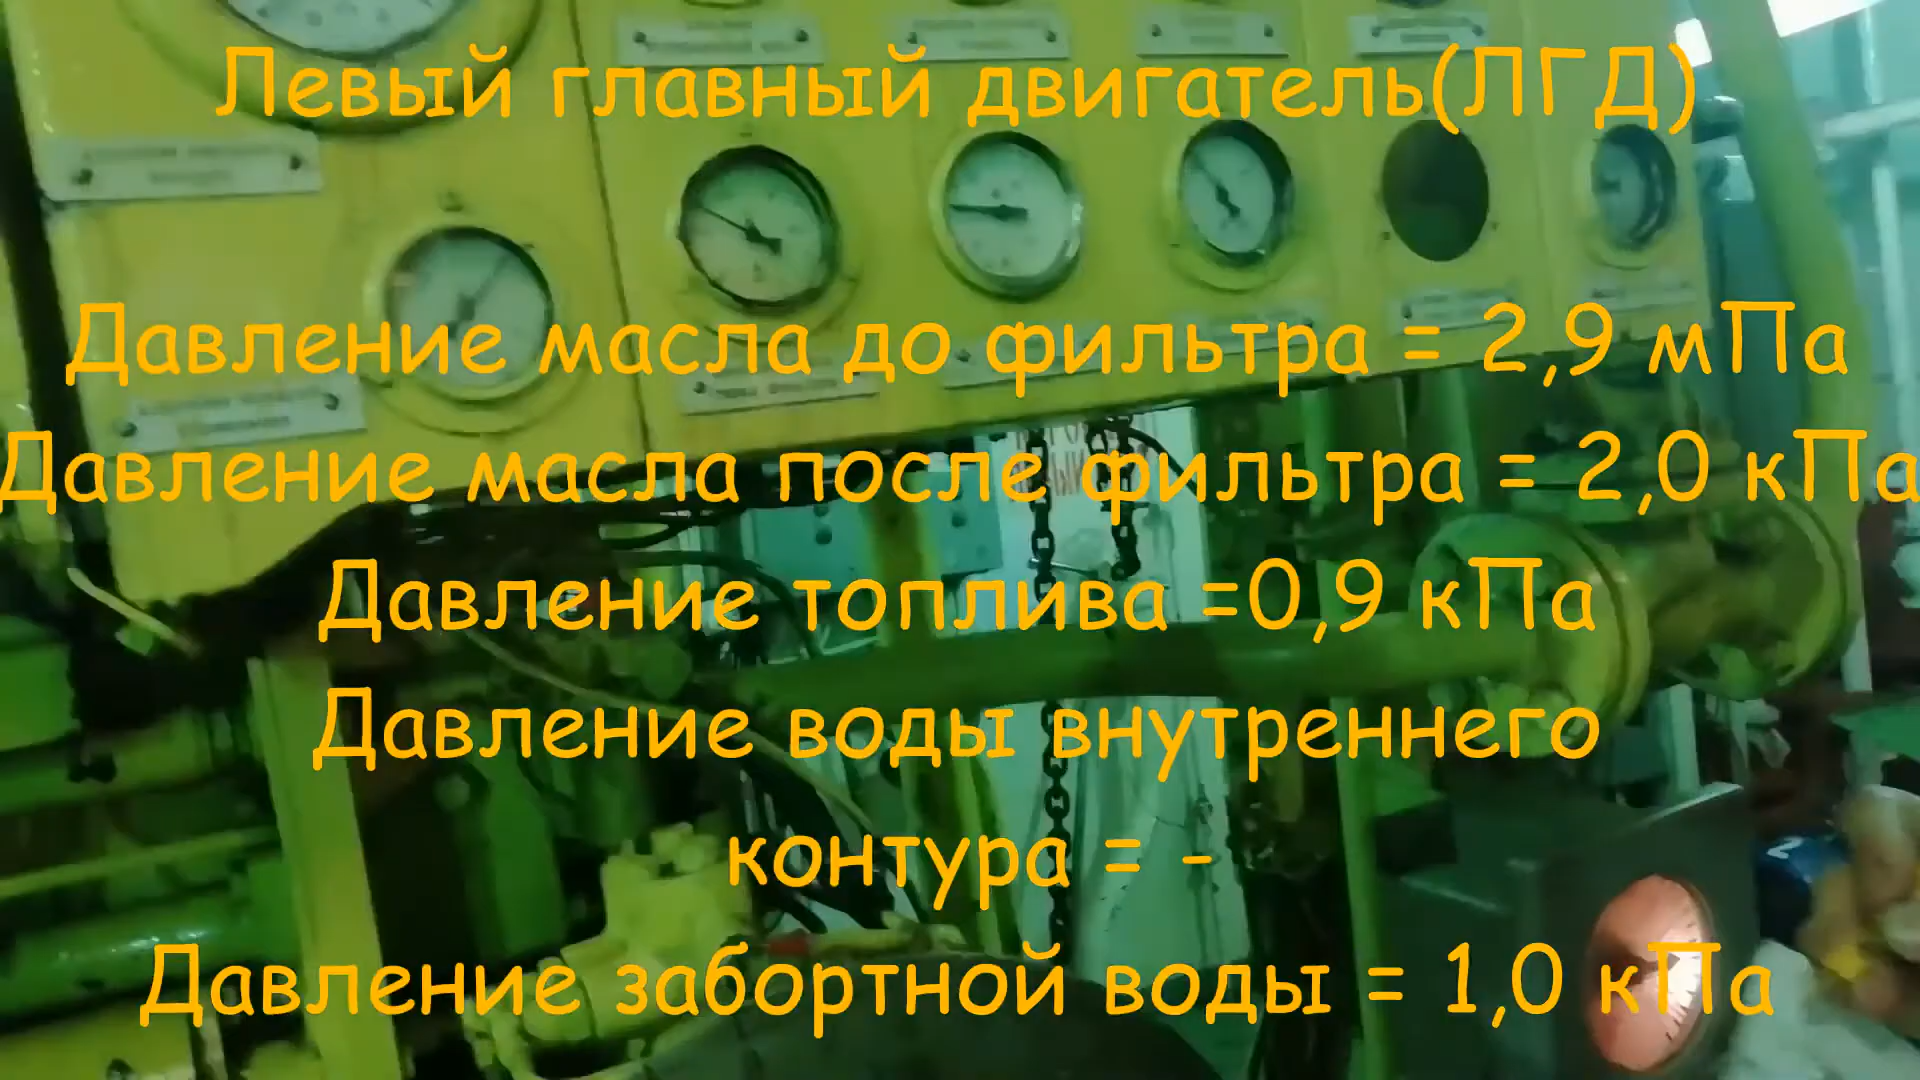 Левый главный двигатель(ЛГД)
Давление масла до фильтра = 2,9 мПа
Давление масла после фильтра = 2,0 кПа
Давление топлива =0,9 кПа
Давление воды внутреннего
контура = -
Давление забортной воды = 1,0 кПа